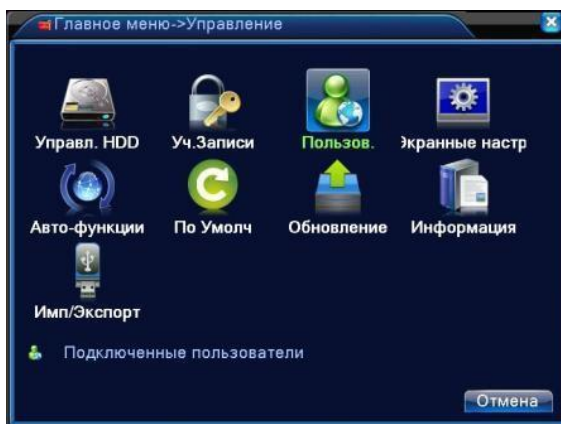 Главное меню->Управление
Управл. HDD Уч.Записи Пользов. Экранные настр
Авто-функции По Умолч Обновление Информация
Имп/Экспорт
Подключенные пользователи
Отмена